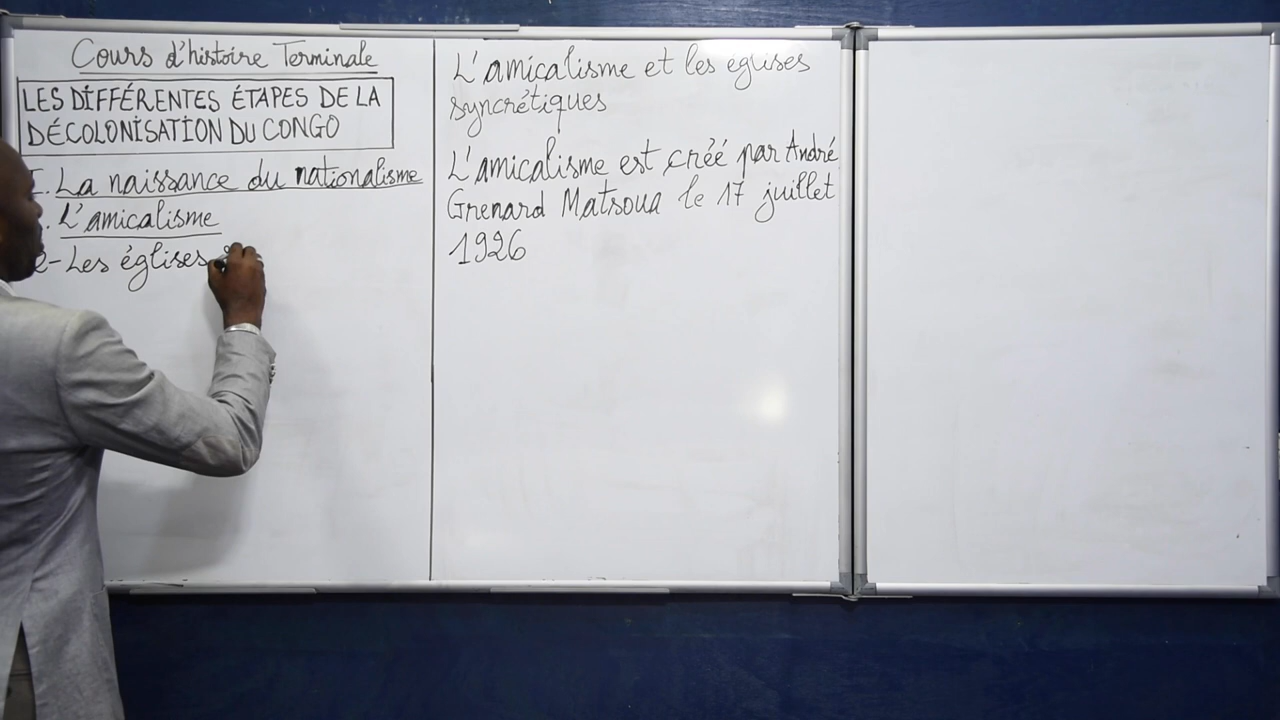 Cours d'histoire Terminale
LES DIFFÉRENTES ÉTAPES DE LA
DÉCOLONISATION DU CONGO
I. La naissance du nationalisme
L'amicalisme
2-Les églises
L'amicalisme et les églises
syncrétiques
L'amicalisme est créé par André
Grenard Matsoua le 17 juillet
1926